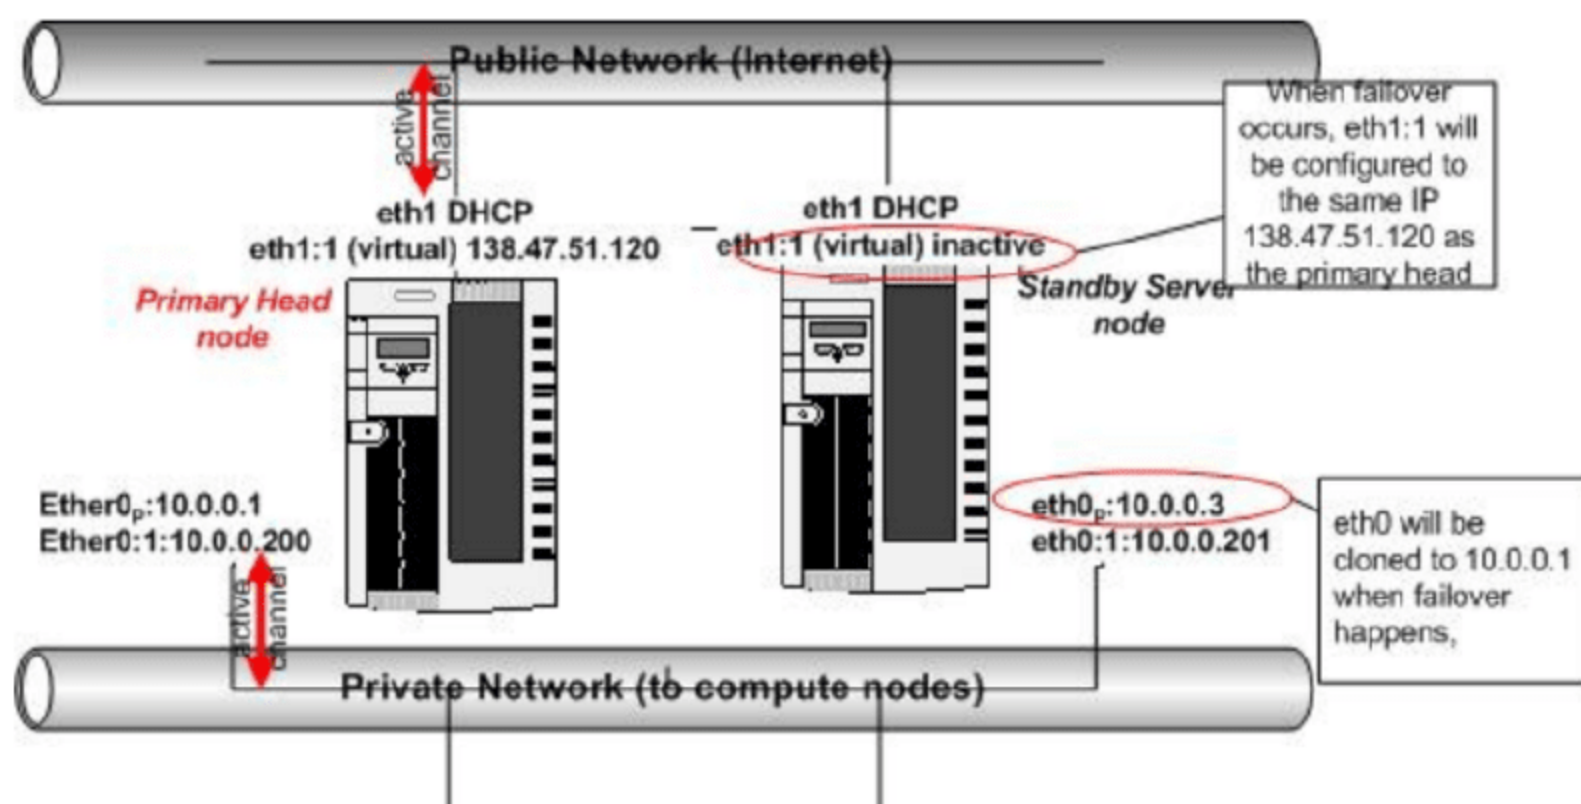 Public Network (Internet)
active
channel
When failover
occurs, eth1:1 will
be configured to
the same IP
138.47.51.120 as
the primary head
eth1 DHCP
eth1:1 (virtual) 138.47.51.120
eth1 DHCP
eth1:1 (virtual) inactive
Primary Head
node
Standby Server
node
Ether0p:10.0.0.1
Ether0:1:10.0.0.200
eth0p:10.0.0.3
eth0:1:10.0.0.201
eth0 will be
cloned to 10.0.0.1
when failover
happens,
active
channel
Private Network (to compute nodes)